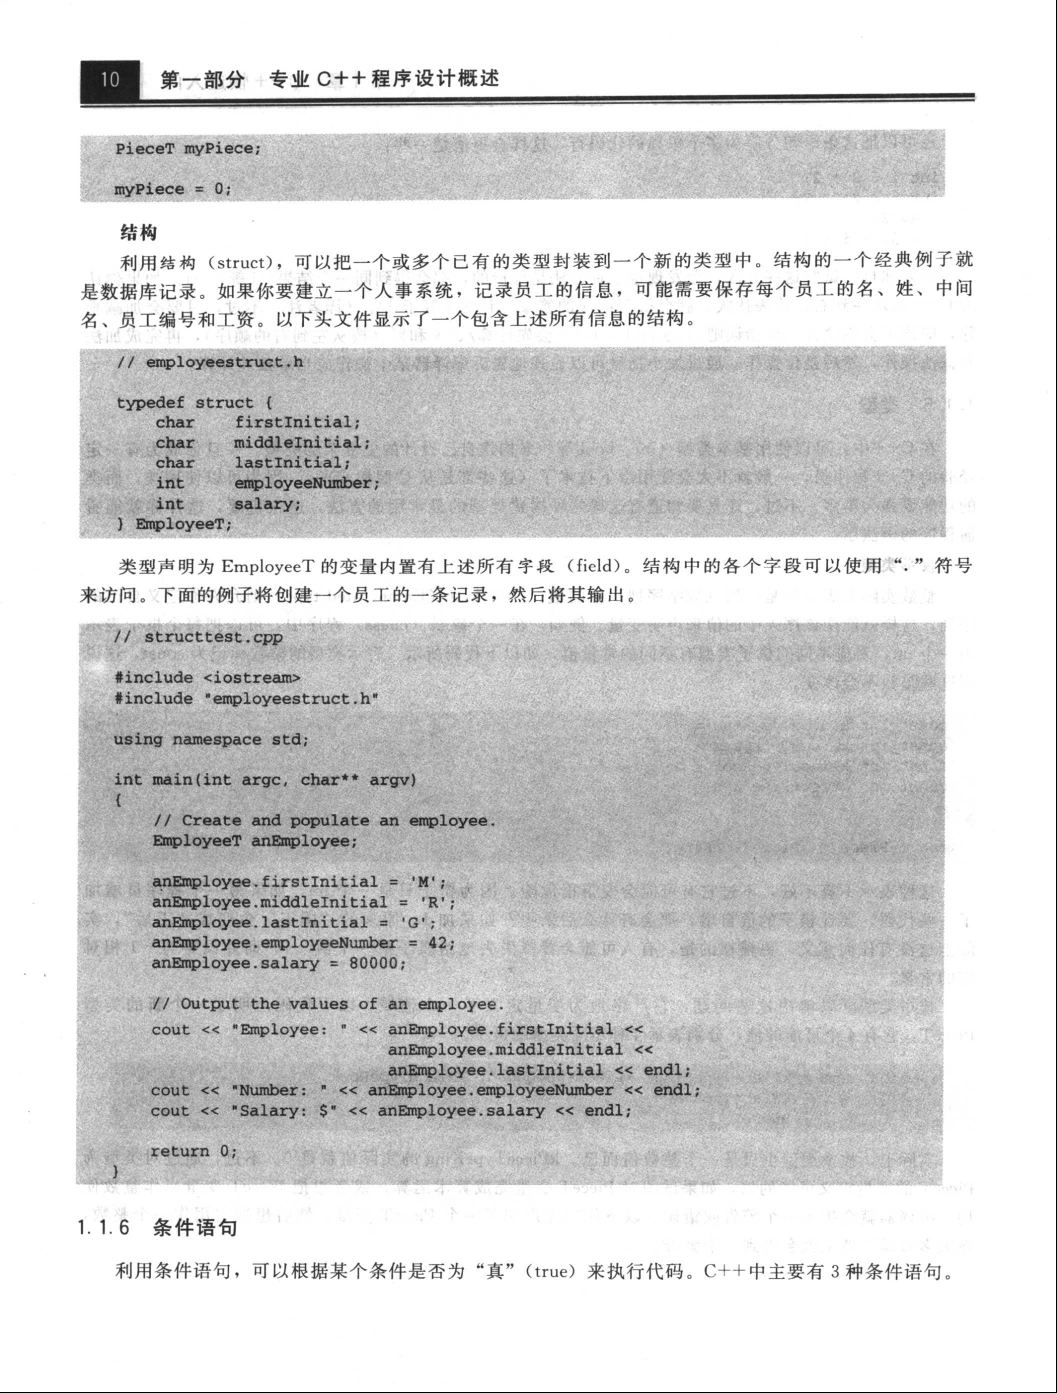 10 第一部分 专业 C++ 程序设计概述
PieceT myPiece;
myPiece = 0;
结构
利用结构（struct），可以把一个或多个已有的类型封装到一个新的类型中。结构的一个经典例子就
是数据库记录。如果你要建立一个人事系统，记录员工的信息，可能需要保存每个员工的名、姓、中间
名、员工编号和工资。以下头文件显示了一个包含上述所有信息的结构。
// employeestruct.h
typedef struct {
char firstInitial;
char middleInitial;
char lastInitial;
int employeeNumber;
int salary;
} EmployeeT;
类型声明为 EmployeeT 的变量内置有上述所有字段（field）。结构中的各个字段可以使用“.”符号
来访问。下面的例子将创建一个员工的一条记录，然后将其输出。
// structtest.cpp
#include <iostream>
#include "employeestruct.h"
using namespace std;
int main(int argc, char** argv)
{
// Create and populate an employee.
EmployeeT anEmployee;
anEmployee.firstInitial = 'M';
anEmployee.middleInitial = 'R';
anEmployee.lastInitial = 'G';
anEmployee.employeeNumber = 42;
anEmployee.salary = 80000;
// Output the values of an employee.
cout << "Employee: " << anEmployee.firstInitial <<
anEmployee.middleInitial <<
anEmployee.lastInitial << endl;
cout << "Number: " << anEmployee.employeeNumber << endl;
cout << "Salary: $" << anEmployee.salary << endl;
return 0;
}
1.1.6 条件语句
利用条件语句，可以根据某个条件是否为“真”（true）来执行代码。C++中主要有 3 种条件语句。